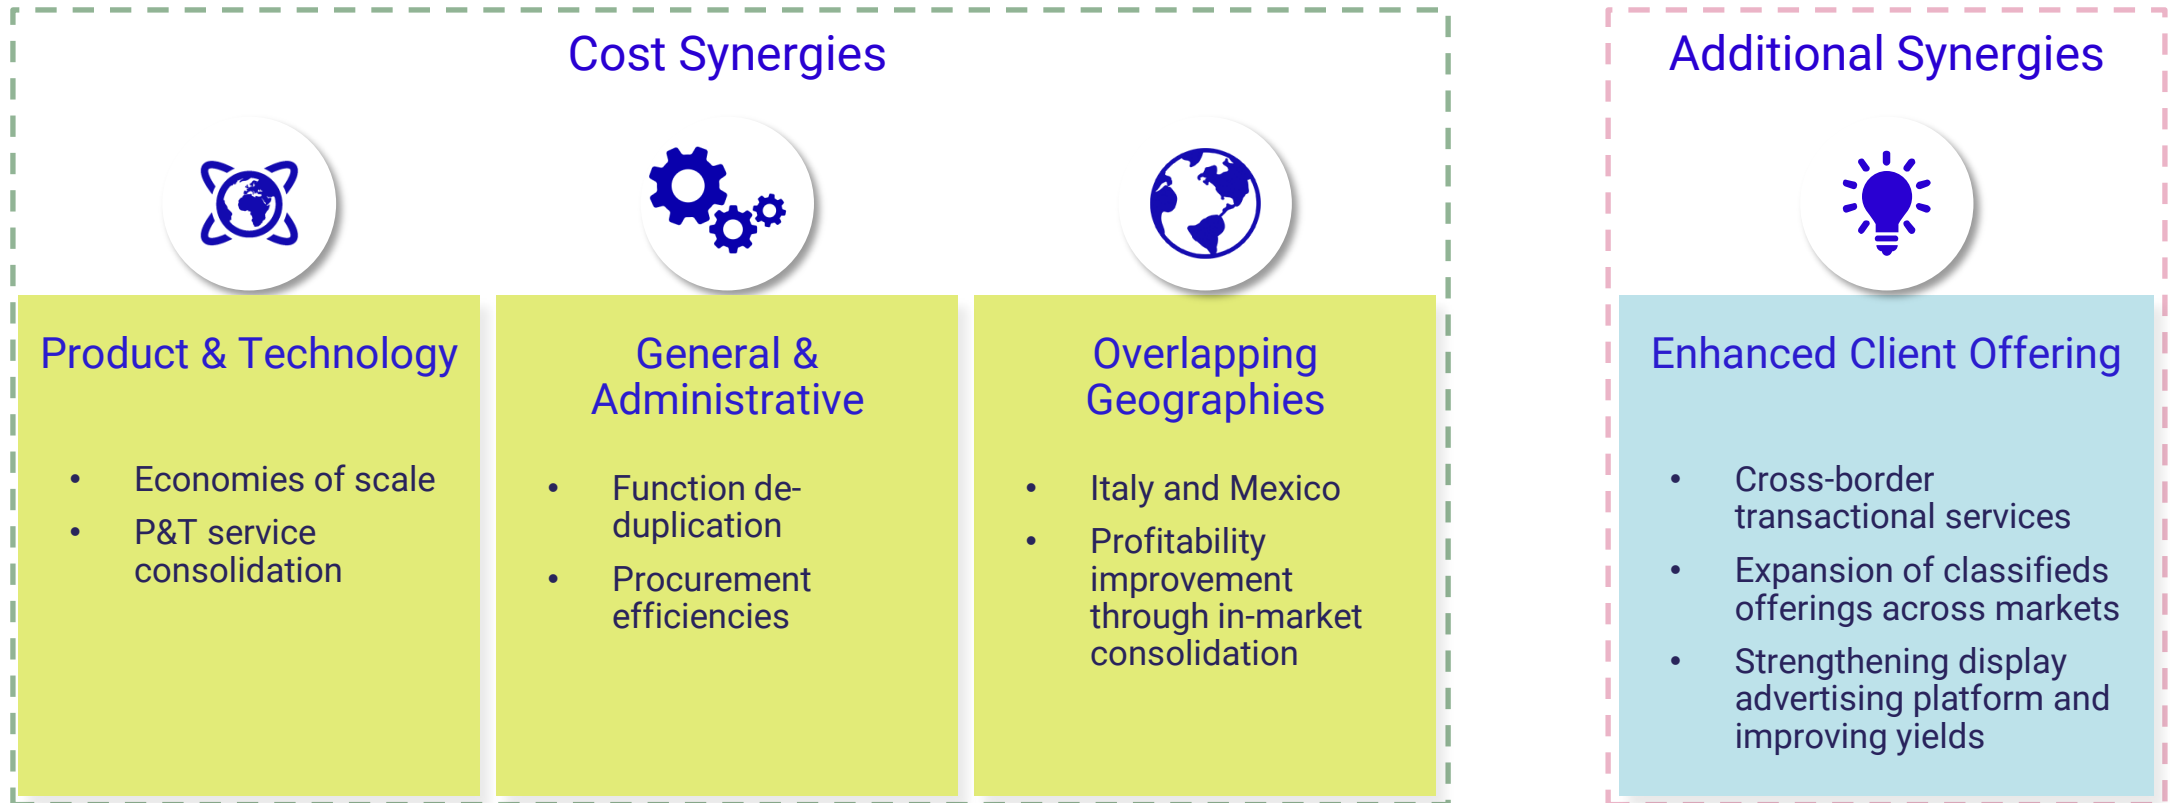 Cost Synergies
Product & Technology
• Economies of scale
• P&T service
consolidation
General &
Administrative
• Function de-
duplication
• Procurement
efficiencies
Overlapping
Geographies
• Italy and Mexico
• Profitability
improvement
through in-market
consolidation
Additional Synergies
Enhanced Client Offering
• Cross-border
transactional services
• Expansion of classifieds
offerings across markets
• Strengthening display
advertising platform and
improving yields